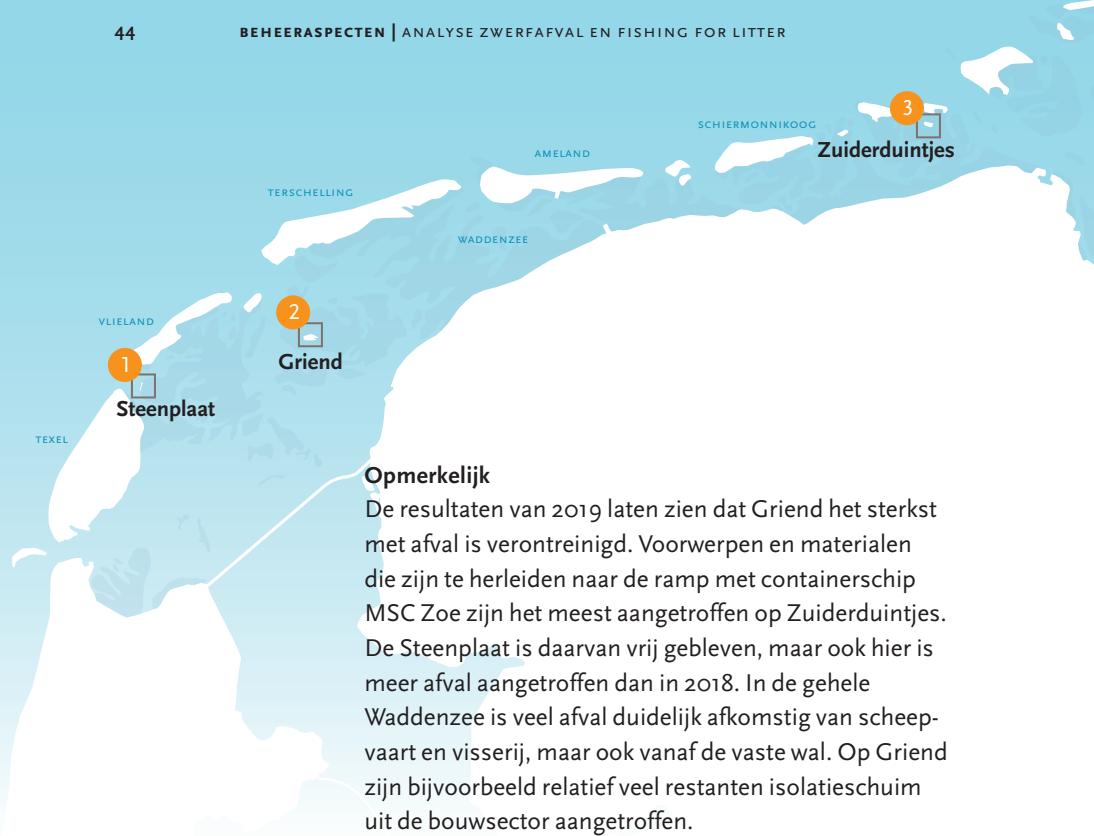 44
BEHEERASPECTEN | ANALYSE ZWERFAFVAL EN FISHING FOR LITTER
3
SCHIERMONNIKOOG
Zuiderduintjes
AMELAND
TERSCHELLING
WADDENZEE
2
VLIELAND
Griend
1
Steenplaat
TEXEL
Opmerkelijk
De resultaten van 2019 laten zien dat Griend het sterkst
met afval is verontreinigd. Voorwerpen en materialen
die zijn te herleiden naar de ramp met containerschip
MSC Zoe zijn het meest aangetroffen op Zuiderduintjes.
De Steenplaat is daarvan vrij gebleven, maar ook hier is
meer afval aangetroffen dan in 2018. In de gehele
Waddenzee is veel afval duidelijk afkomstig van scheep-
vaart en visserij, maar ook vanaf de vaste wal. Op Griend
zijn bijvoorbeeld relatief veel restanten isolatieschuim
uit de bouwsector aangetroffen.